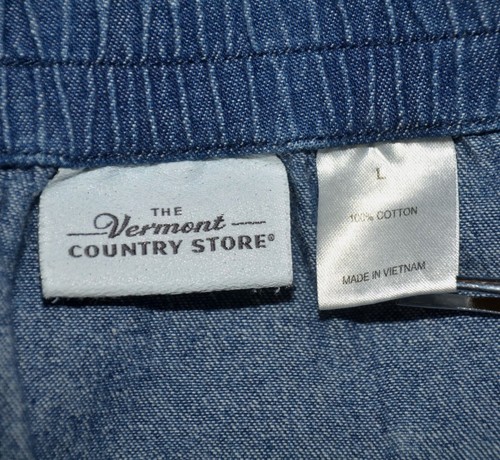 THE
Vermont
COUNTRY STORE®
L
100% COTTON
MADE IN VIETNAM